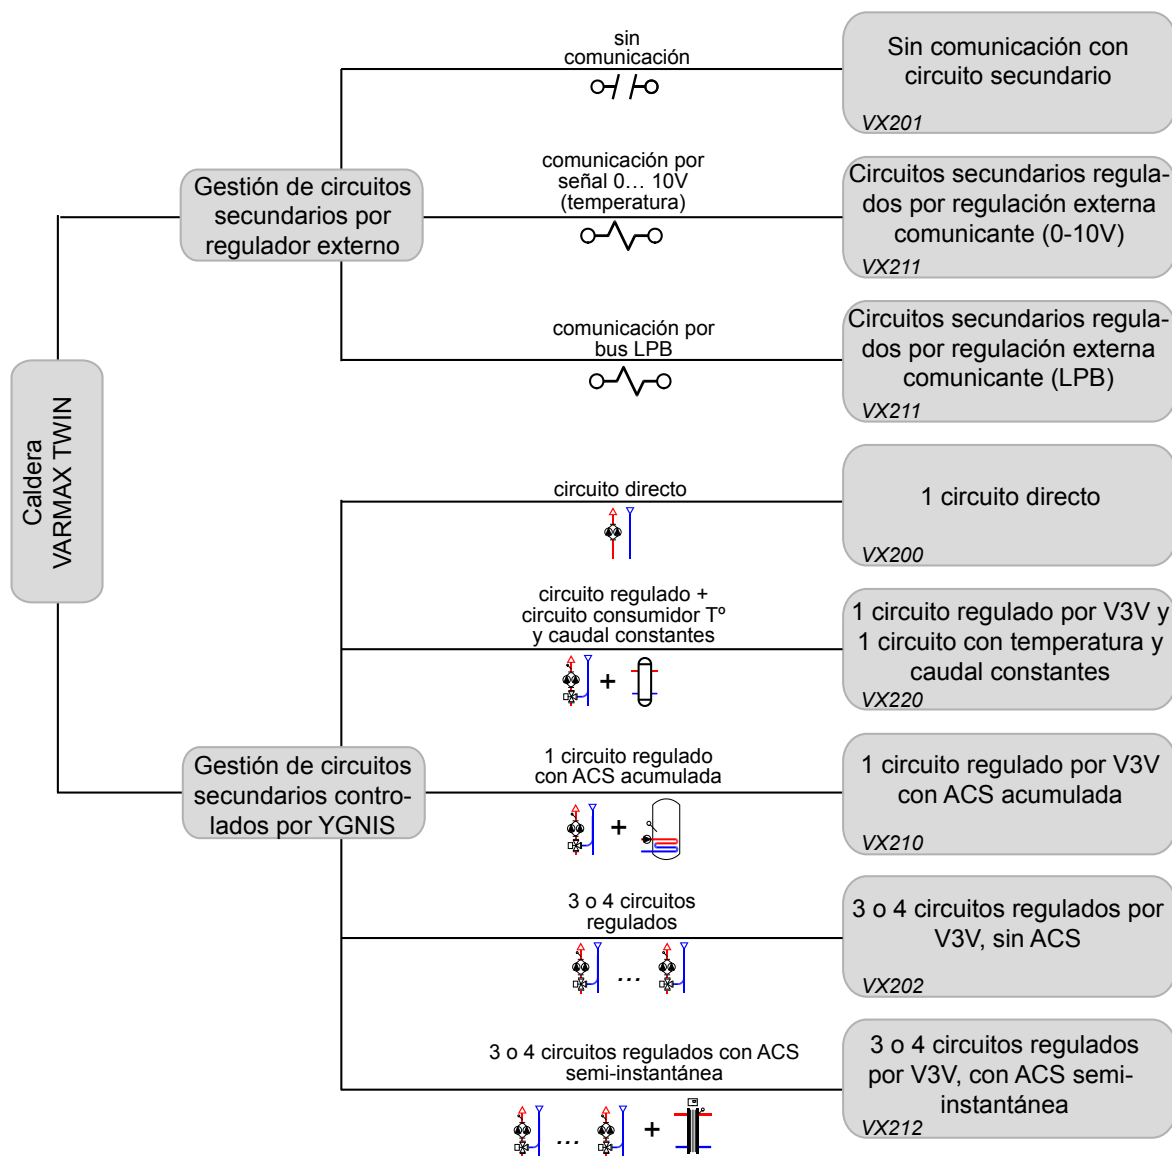 sin
comunicación
Sin comunicación con
circuito secundario
VX201
Gestión de circuitos
secundarios por
regulador externo
comunicación por
señal 0... 10V
(temperatura)
Circuitos secundarios regula-
dos por regulación externa
comunicante (0-10V)
VX211
comunicación por
bus LPB
Circuitos secundarios regula-
dos por regulación externa
comunicante (LPB)
VX211
Caldera
VARMAX TWIN
circuito directo
1 circuito directo
VX200
circuito regulado +
circuito consumidor Tº
y caudal constantes
+
1 circuito regulado por V3V y
1 circuito con temperatura y
caudal constantes
VX220
Gestión de circuitos
secundarios contro-
lados por YGNIS
1 circuito regulado
con ACS acumulada
+
1 circuito regulado por V3V
con ACS acumulada
VX210
3 o 4 circuitos
regulados
...
3 o 4 circuitos regulados por
V3V, sin ACS
VX202
3 o 4 circuitos regulados con ACS
semi-instantánea
... +
3 o 4 circuitos regulados
por V3V, con ACS semi-
instantánea
VX212